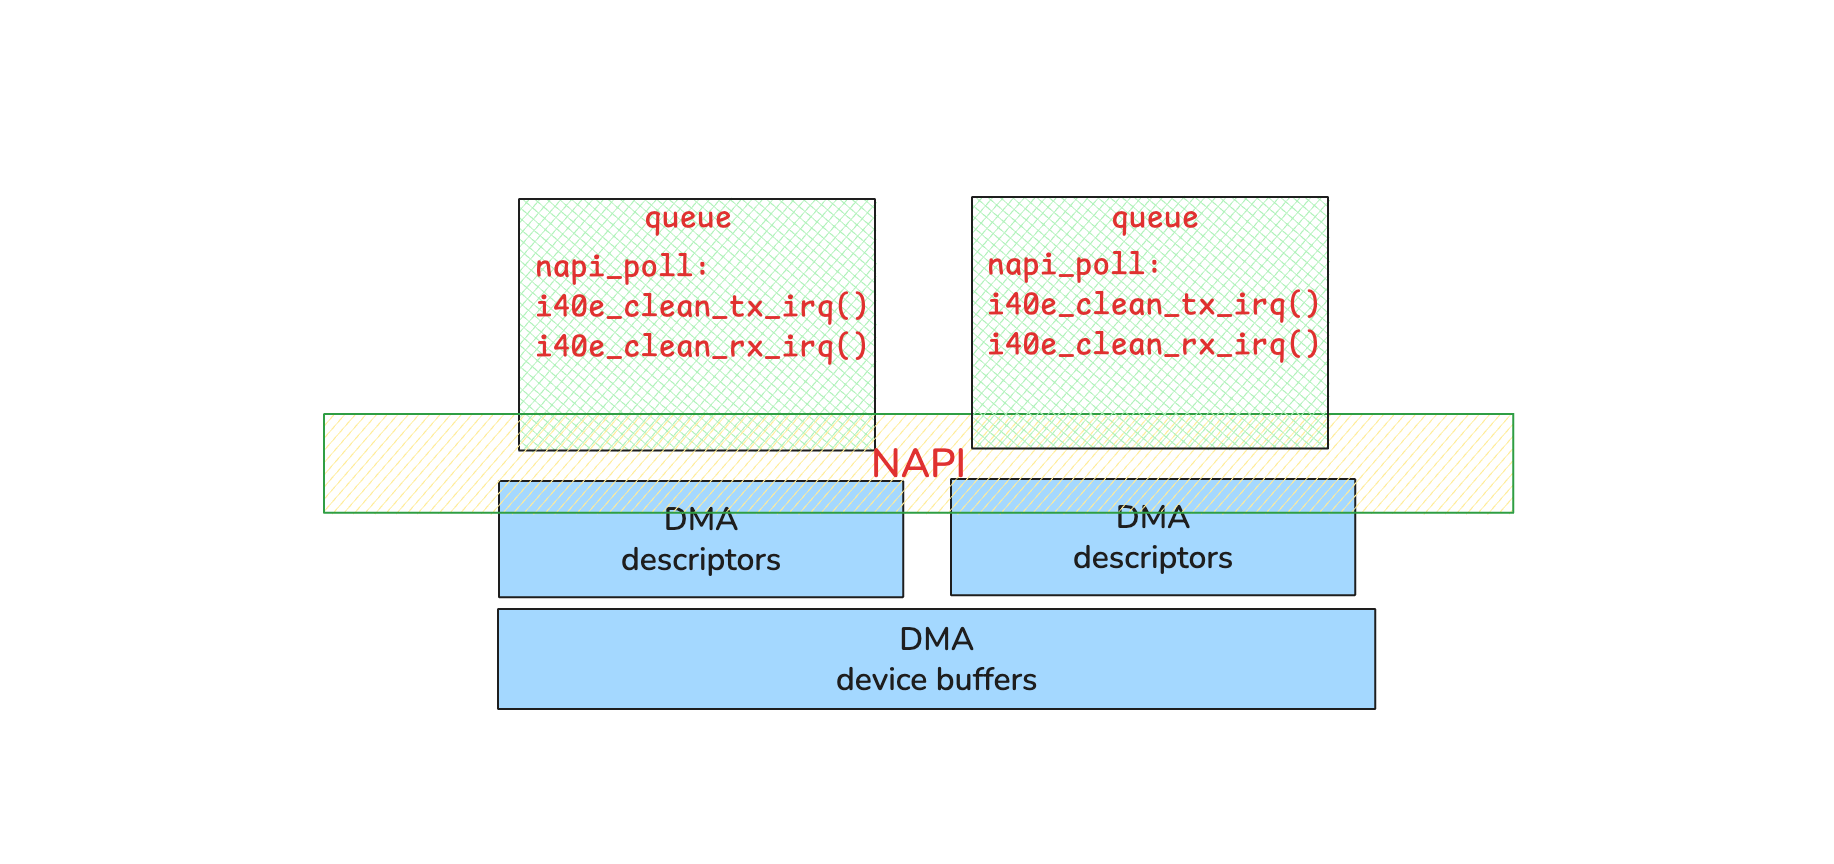 queue
napi_poll:
i40e_clean_tx_irq()
i40e_clean_rx_irq()
queue
napi_poll:
i40e_clean_tx_irq()
i40e_clean_rx_irq()
NAPI
DMA
descriptors
DMA
descriptors
DMA
device buffers